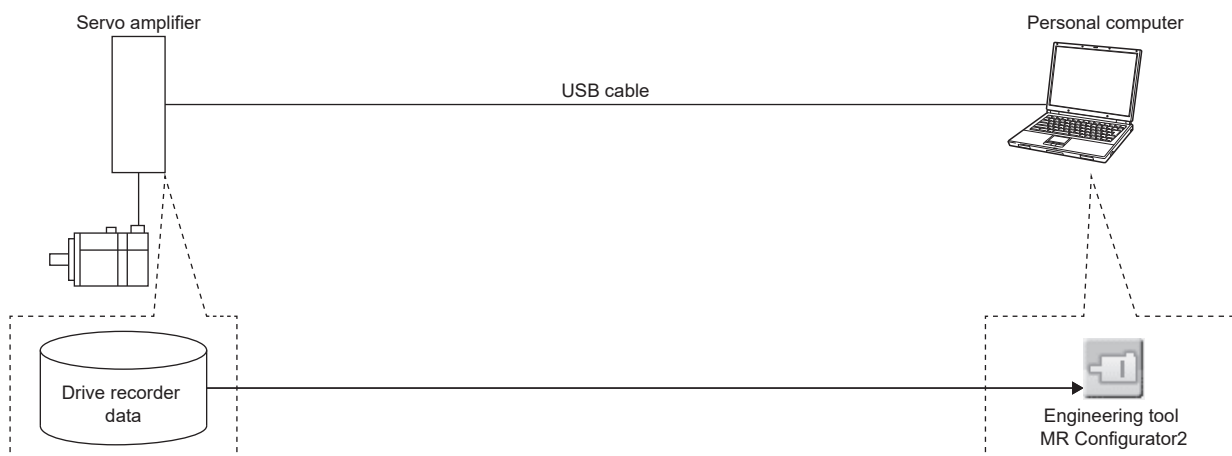 Servo amplifier
Personal computer
USB cable
Drive recorder
data
Engineering tool
MR Configurator2